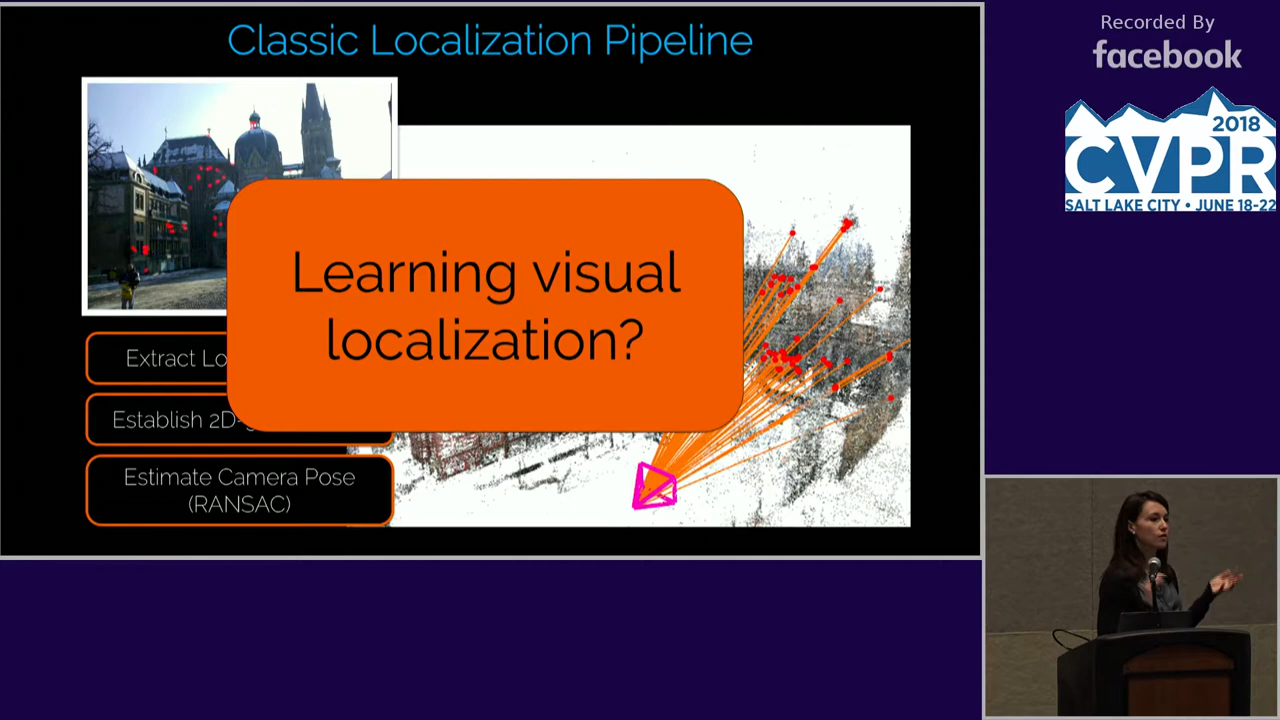 Classic Localization Pipeline
Learning visual
localization?
Extract Lo
Establish 2D-
Estimate Camera Pose
(RANSAC)
Recorded By
facebook
2018
CVPR
SALT LAKE CITY • JUNE 18-22